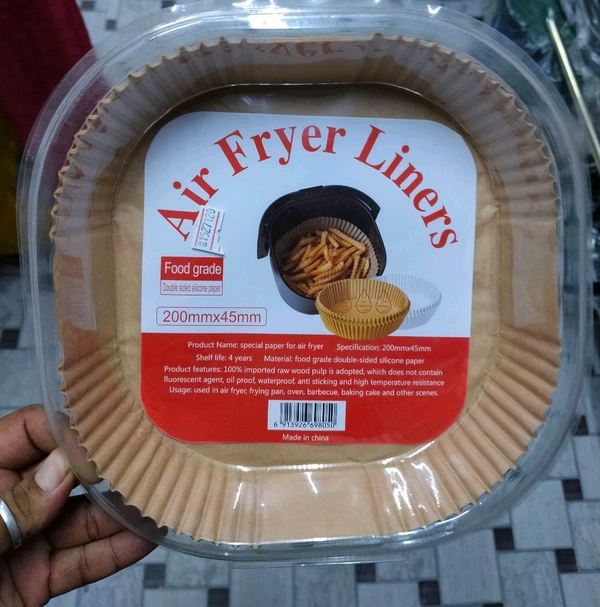 Air Fryer Liners
Food grade
Double sided silicone paper
200mmx45mm
Product Name: special paper for air fryer Specification: 200mmx45mm
Shelf life: 4 years Material: food grade double-sided silicone paper
Product features: 100% imported raw wood pulp is adopted, which does not contain
fluorescent agent, oil proof, waterproof, anti sticking and high temperature resistance
Usage: used in air fryer, frying pan, oven, barbecue, baking cake and other scenes.
6 913926 698050
Made in china